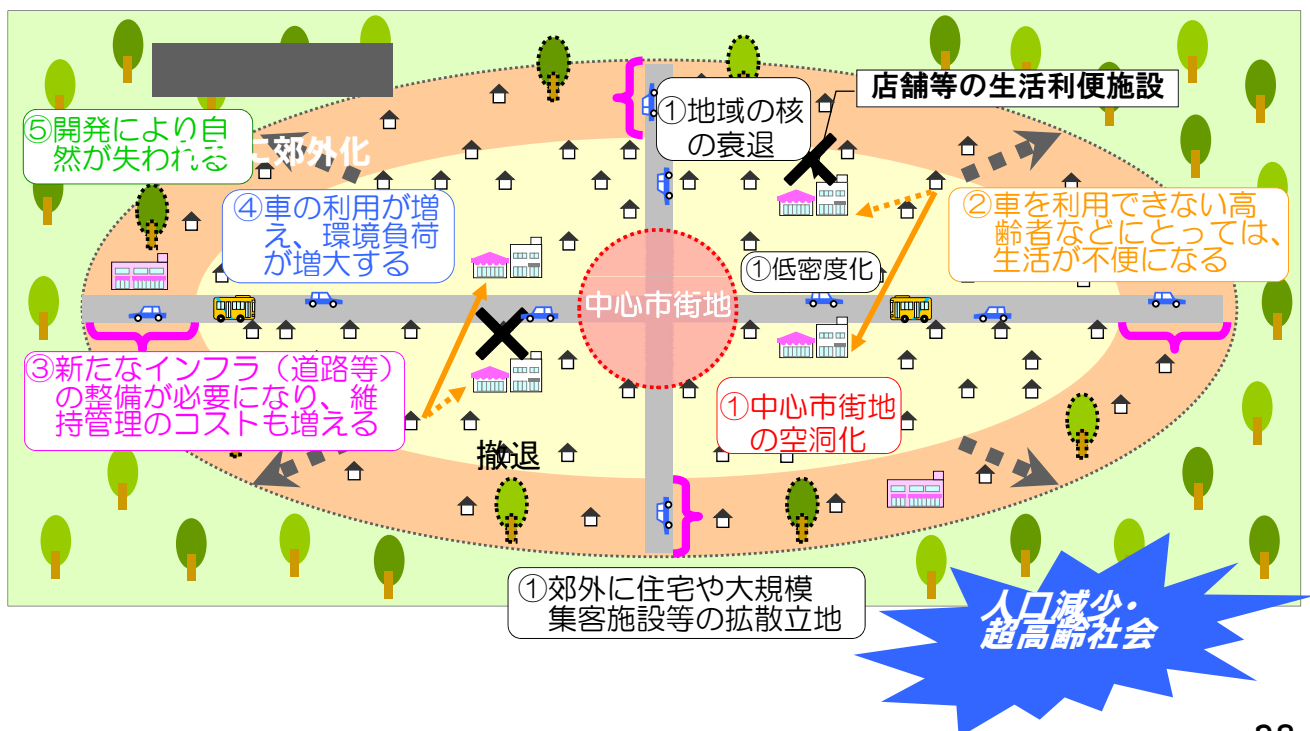 ①地域の核
の衰退
店舗等の生活利便施設
⑤開発により自
然が失われる
に郊外化
④車の利用が増
え、環境負荷
が増大する
②車を利用できない高
齢者などにとっては、
生活が不便になる
①低密度化
中心市街地
③新たなインフラ（道路等）
の整備が必要になり、維
持管理のコストも増える
①中心市街地
の空洞化
撤退
①郊外に住宅や大規模
集客施設等の拡散立地
人口減少・
超高齢社会